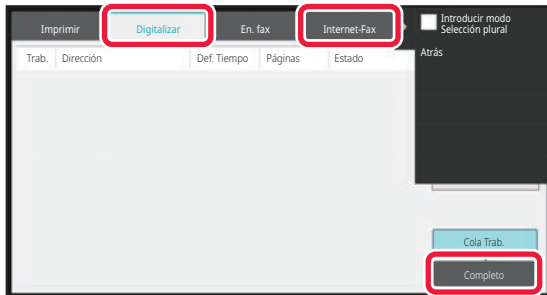 Imprimir Digitalizar En. fax Internet-Fax
Introducir modo
Selección plural
Trab. Dirección Def. Tiempo Páginas Estado
Atrás
Cola Trab.
Completo